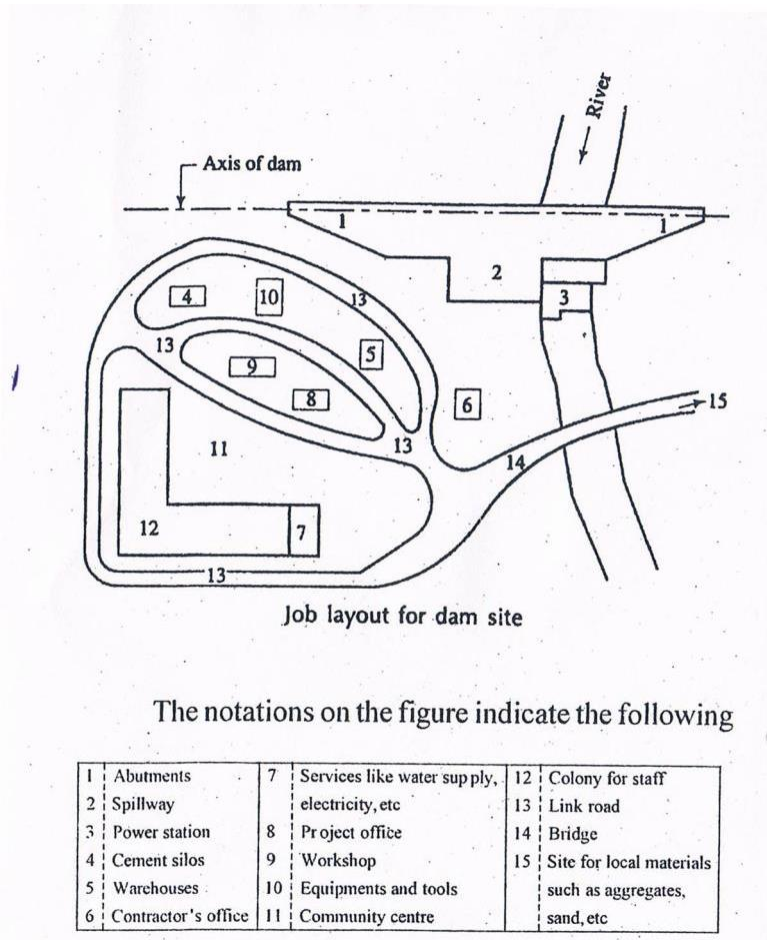 River
Axis of dam
1
1
2
3
4
10
13
13
5
9
8
6
15
13
14
11
12
7
13
Job layout for dam site
The notations on the figure indicate the following
1 Abutments
2 Spillway
3 Power station
4 Cement silos
5 Warehouses
6 Contractor's office
7 Services like water supply,
electricity, etc
8 Project office
9 Workshop
10 Equipments and tools
11 Community centre
12 Colony for staff
13 Link road
14 Bridge
15 Site for local materials
such as aggregates,
sand, etc